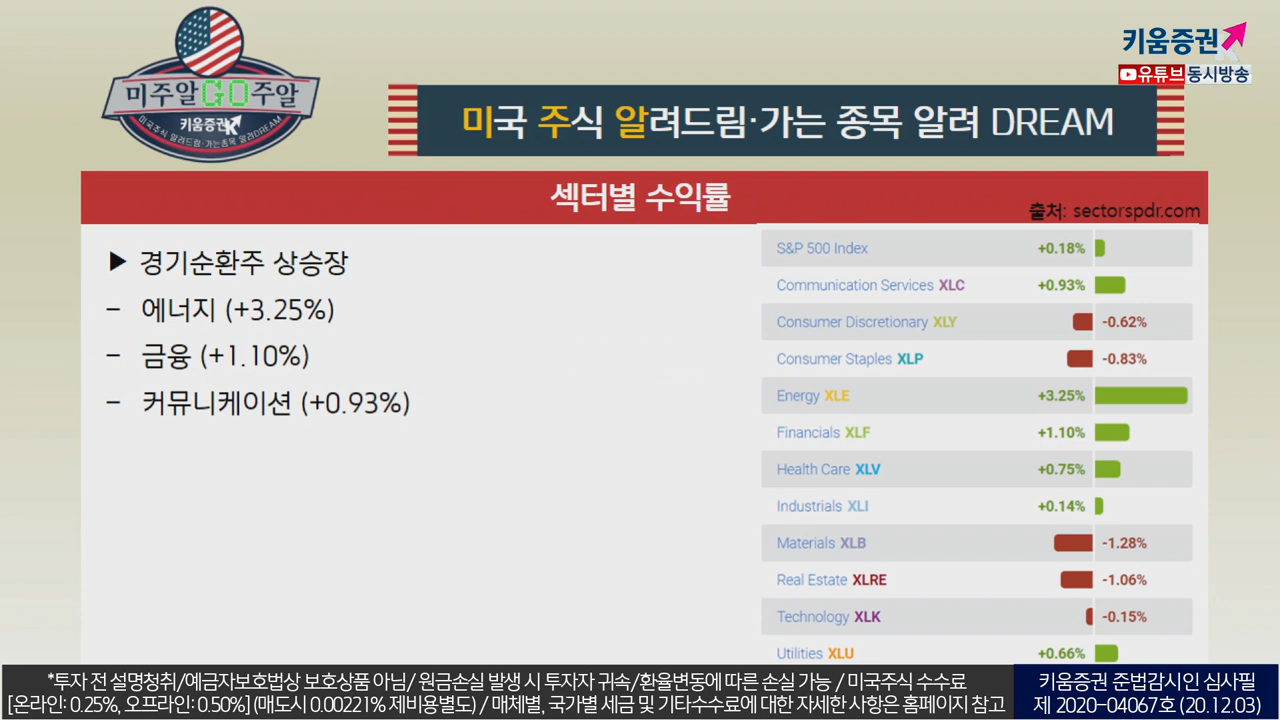 미주알GO주알
키움증권
미국주식 알려드림·가는종목 알려DREAM
키움증권
유튜브 동시방송
미국 주식 알려드림·가는 종목 알려 DREAM
섹터별 수익률
출처: sectorspdr.com
▶ 경기순환주 상승장
- 에너지 (+3.25%)
- 금융 (+1.10%)
- 커뮤니케이션 (+0.93%)
S&P 500 Index +0.18%
Communication Services XLC +0.93%
Consumer Discretionary XLY -0.62%
Consumer Staples XLP -0.83%
Energy XLE +3.25%
Financials XLF +1.10%
Health Care XLV +0.75%
Industrials XLI +0.14%
Materials XLB -1.28%
Real Estate XLRE -1.06%
Technology XLK -0.15%
Utilities XLU +0.66%
*투자 전 설명청취/예금자보호법상 보호상품 아님/ 원금손실 발생 시 투자자 귀속/환율변동에 따른 손실 가능 / 미국주식 수수료
[온라인: 0.25%, 오프라인: 0.50%] (매도시 0.00221% 제비용별도) / 매체별, 국가별 세금 및 기타수수료에 대한 자세한 사항은 홈페이지 참고
키움증권 준법감시인 심사필
제 2020-04067호 (20.12.03)